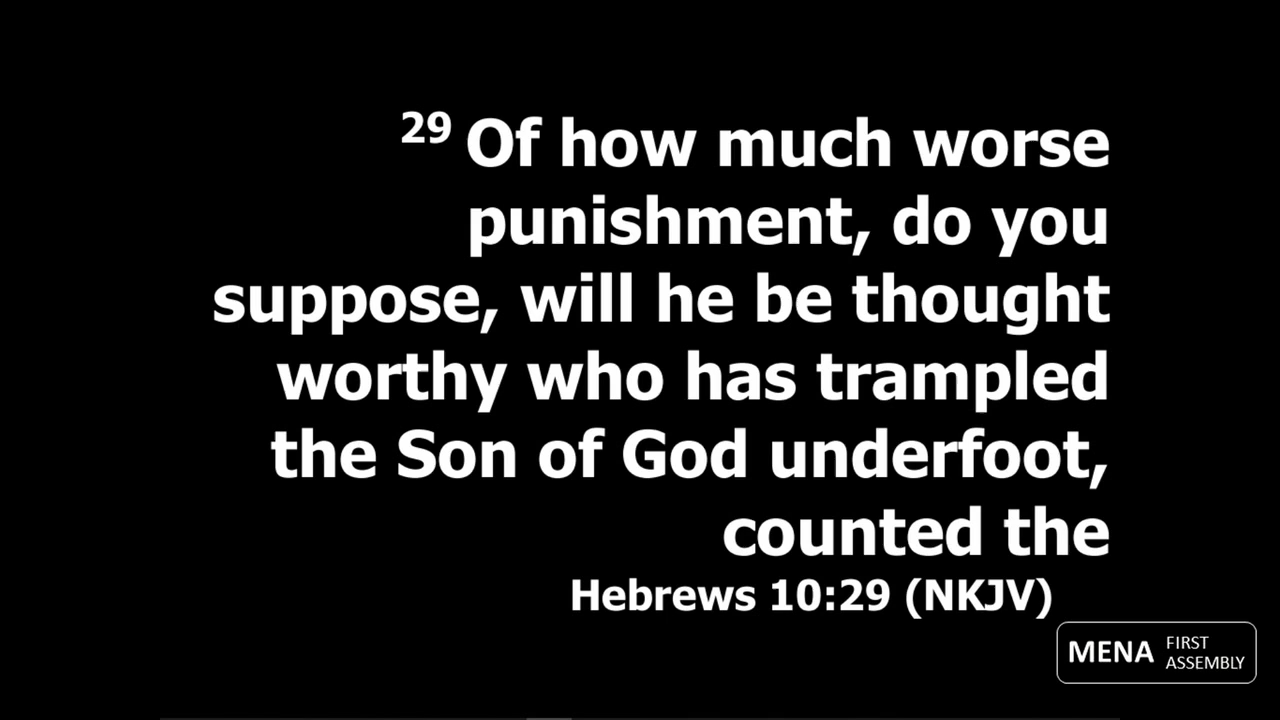 29 Of how much worse
punishment, do you
suppose, will he be thought
worthy who has trampled
the Son of God underfoot,
counted the
Hebrews 10:29 (NKJV)
MENA FIRST
ASSEMBLY